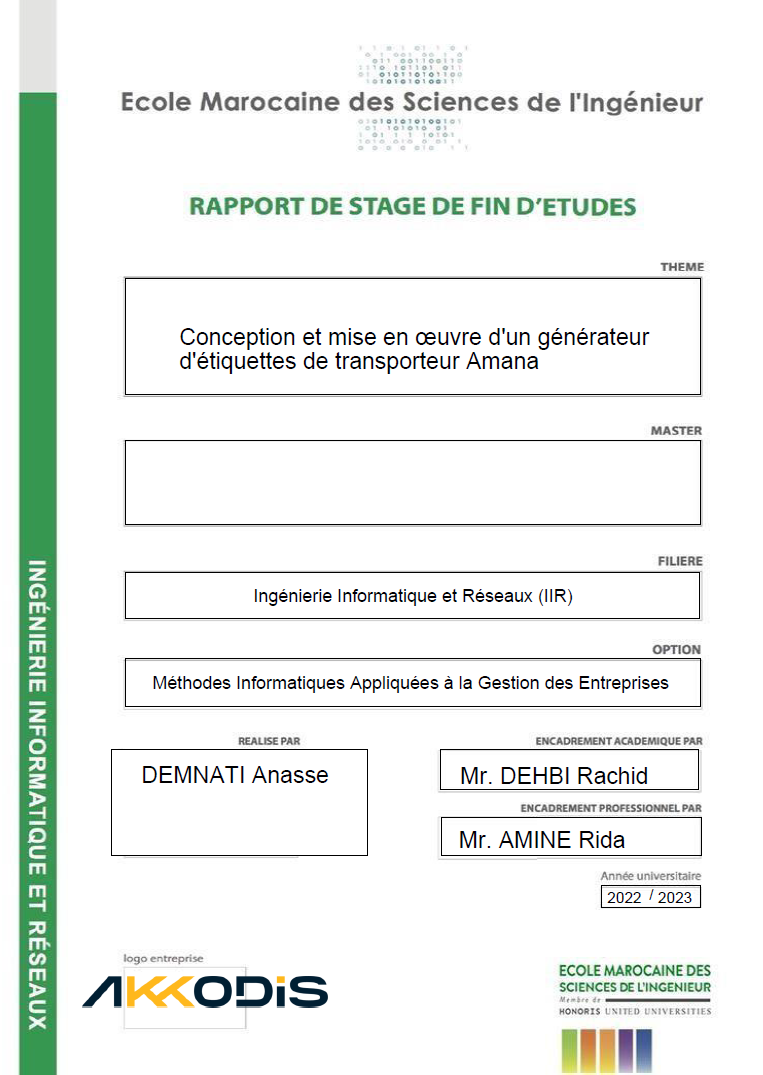 Ecole Marocaine des Sciences de l'Ingénieur
RAPPORT DE STAGE DE FIN D'ETUDES
THEME
Conception et mise en œuvre d'un générateur
d'étiquettes de transporteur Amana
MASTER
FILIERE
Ingénierie Informatique et Réseaux (IIR)
OPTION
Méthodes Informatiques Appliquées à la Gestion des Entreprises
REALISE PAR
DEMNATI Anasse
ENCADREMENT ACADEMIQUE PAR
Mr. DEHBI Rachid
ENCADREMENT PROFESSIONNEL PAR
Mr. AMINE Rida
Année universitaire
2022 / 2023
INGÉNIERIE INFORMATIQUE ET RÉSEAUX
logo entreprise
AKKODIS
ECOLE MAROCAINE DES
SCIENCES DE L'INGENIEUR
Membre de
HONORIS UNITED UNIVERSITIES